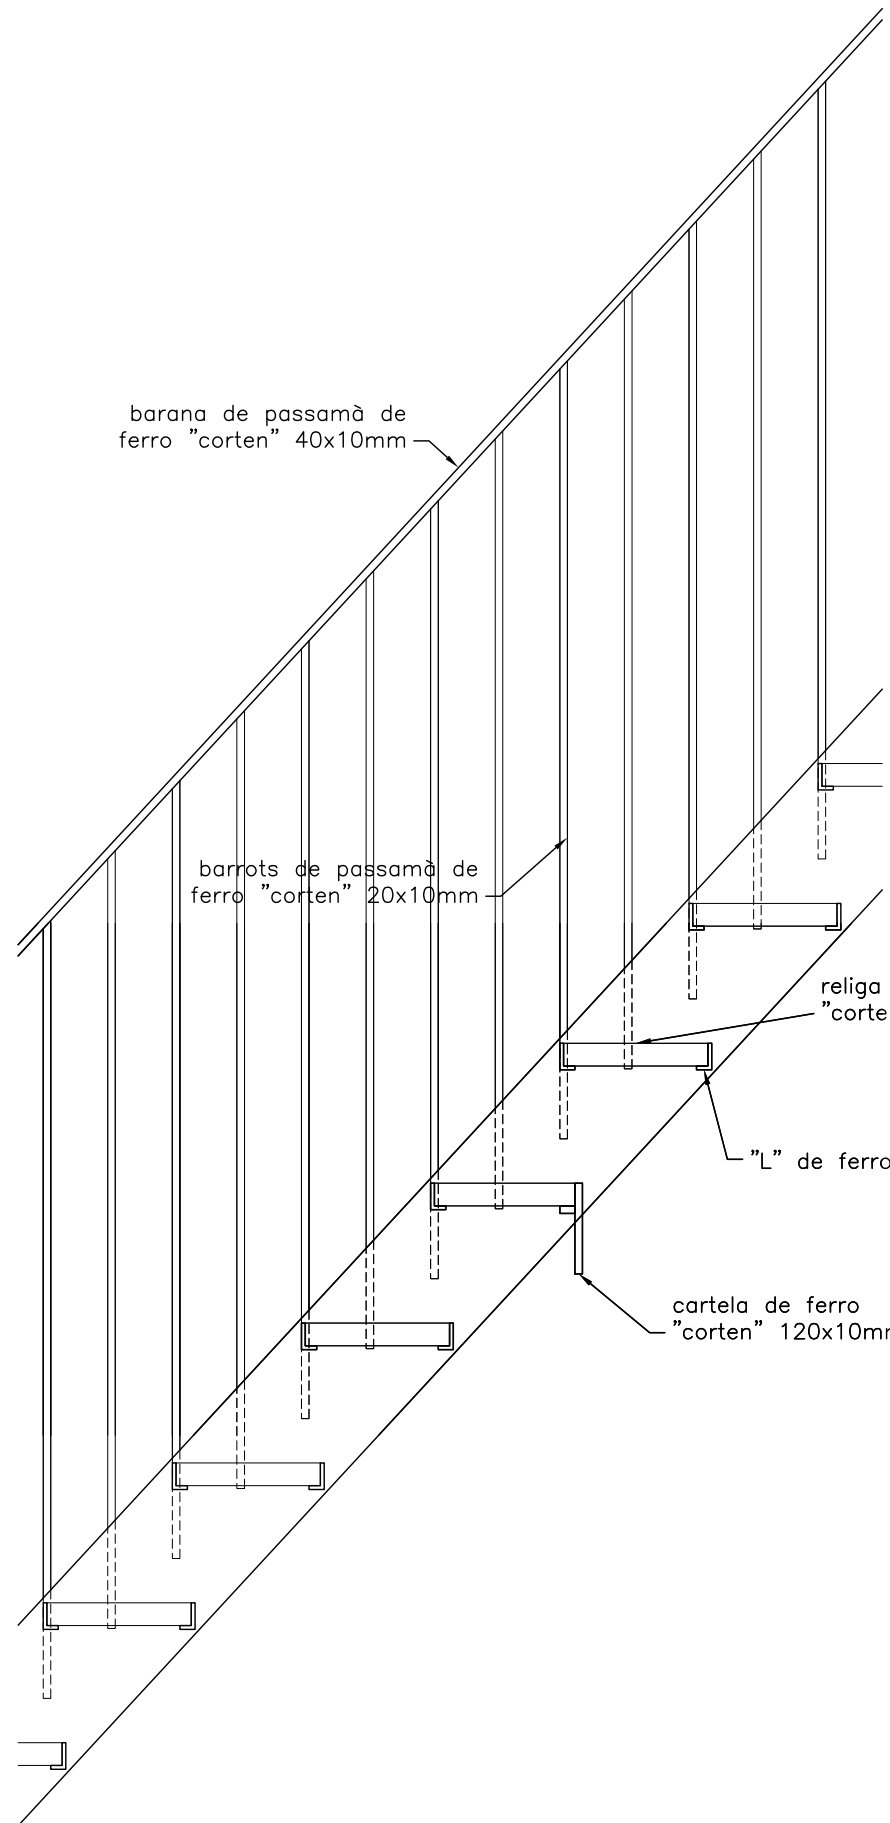 barana de passamà de
ferro "corten" 40x10mm
barrots de passamà de
ferro "corten" 20x10mm
religa
"corte
"L" de ferro
cartela de ferro
"corten" 120x10mm